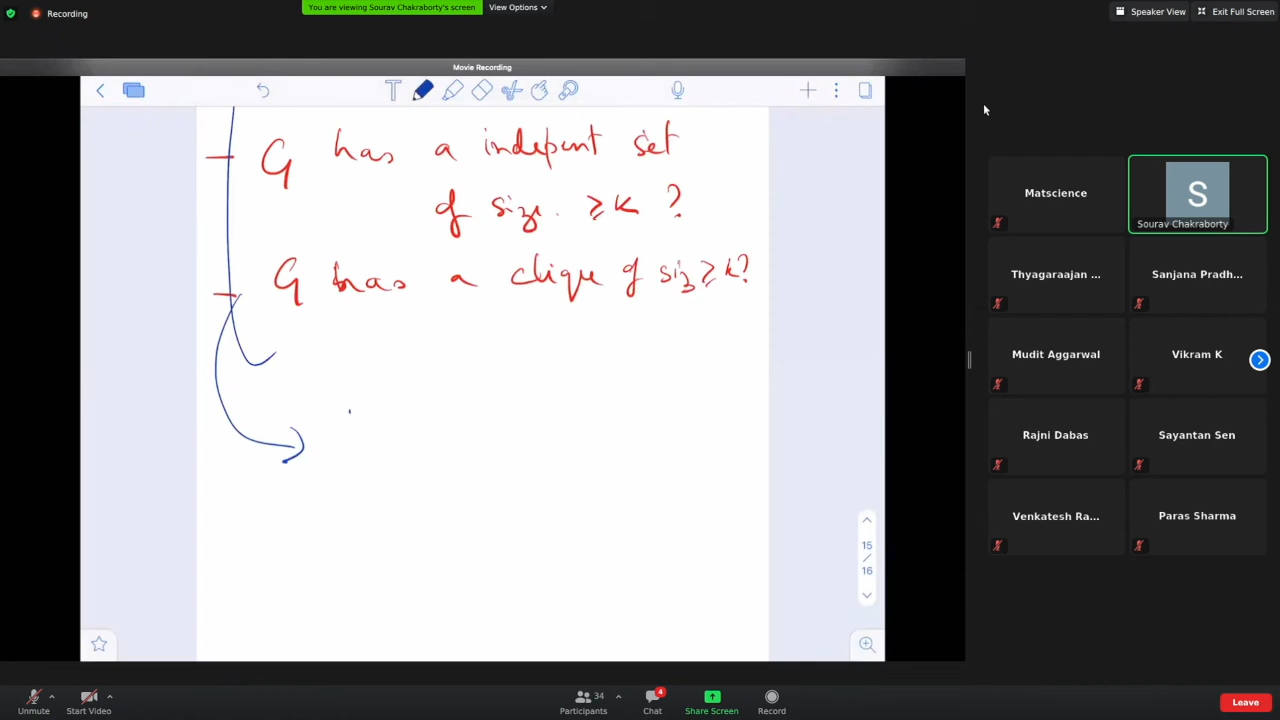 Recording
You are viewing Sourav Chakraborty's screen
View Options
Speaker View
Exit Full Screen
Movie Recording
T
G has a indepent set
of size. ≥ k ?
G has a clique of siz ≥ k?
15
/
16
Matscience
S
Sourav Chakraborty
Thyagaraajan ...
Sanjana Pradh...
Mudit Aggarwal
Vikram K
Rajni Dabas
Sayantan Sen
Venkatesh Ra...
Paras Sharma
Unmute
Start Video
34
Participants
4
Chat
Share Screen
Record
Leave